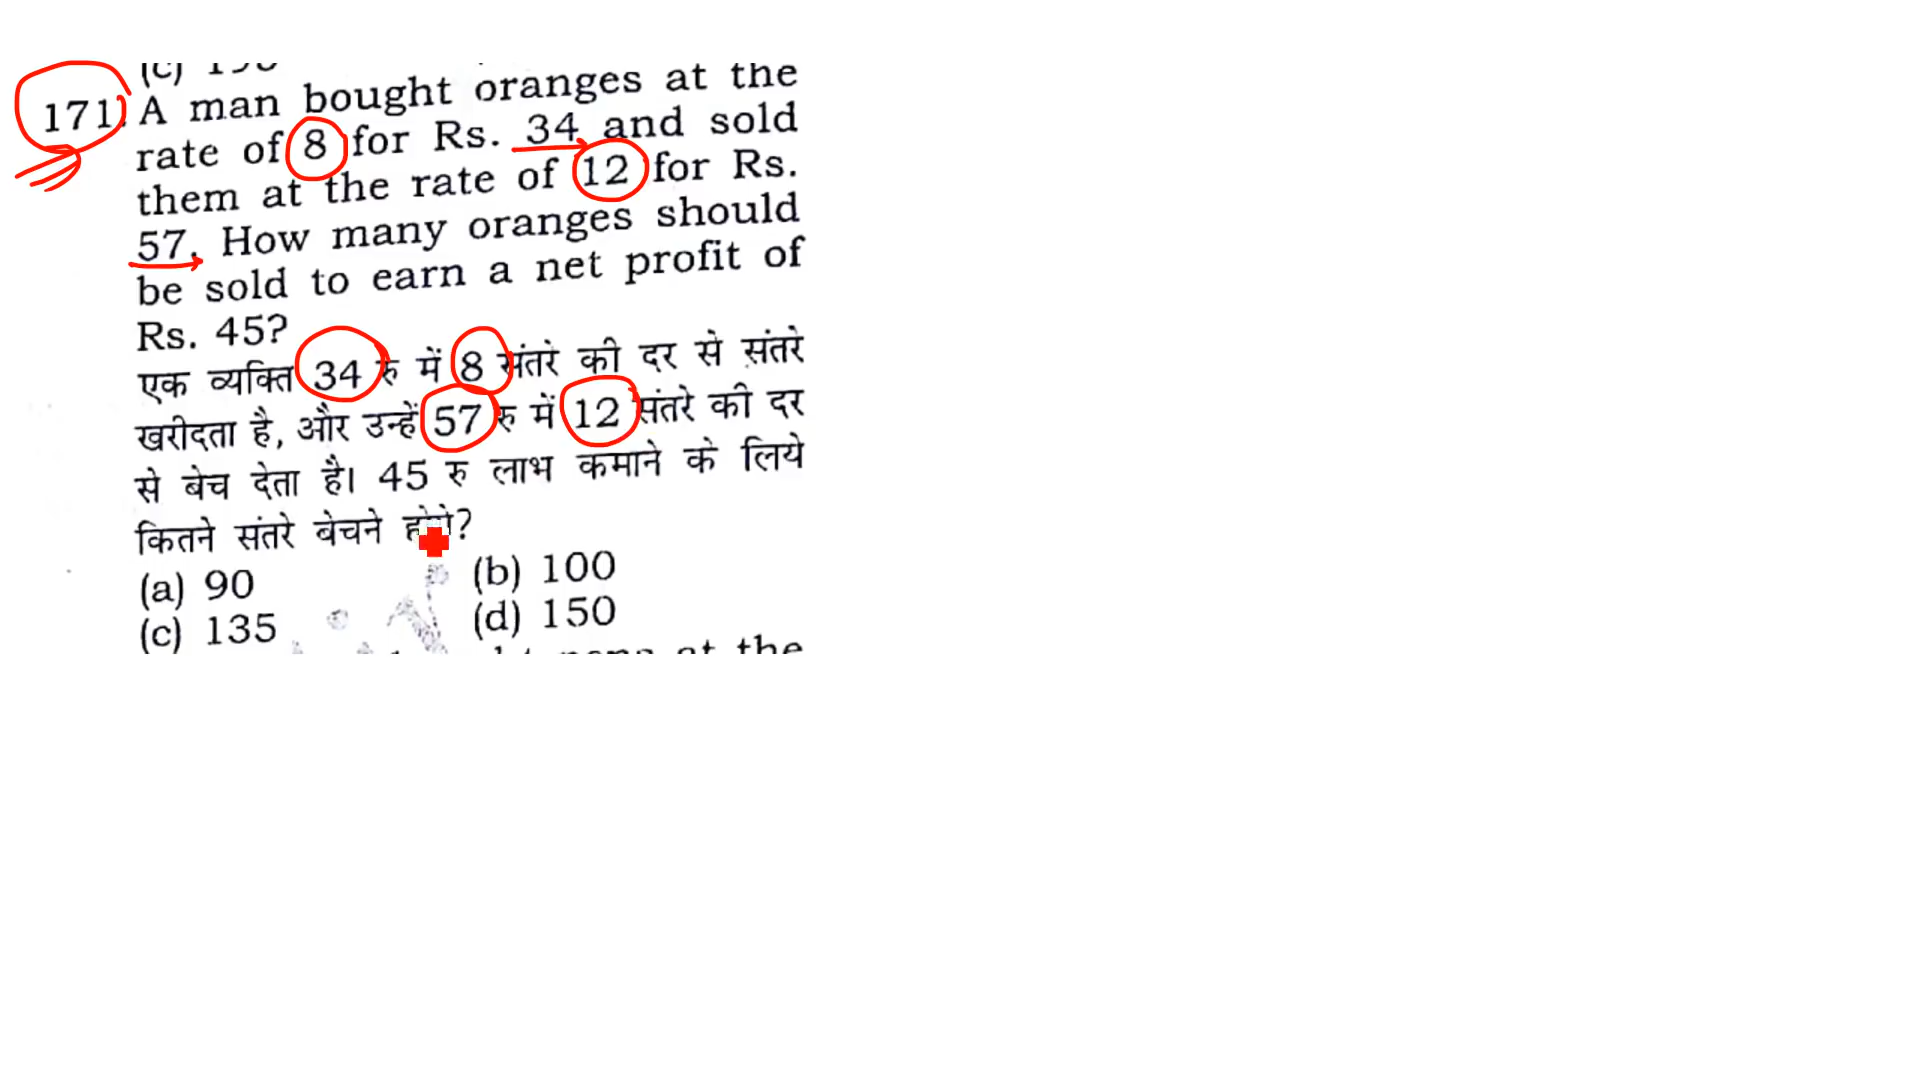 171. A man bought oranges at the
rate of 8 for Rs. 34 and sold
them at the rate of 12 for Rs.
57. How many oranges should
be sold to earn a net profit of
Rs. 45?
एक व्यक्ति 34 रु में 8 संतरे की दर से संतरे
खरीदता है, और उन्हें 57 रु में 12 संतरे की दर
से बेच देता है। 45 रु लाभ कमाने के लिये
कितने संतरे बेचने ?
(a) 90 (b) 100
(c) 135 (d) 150
at the